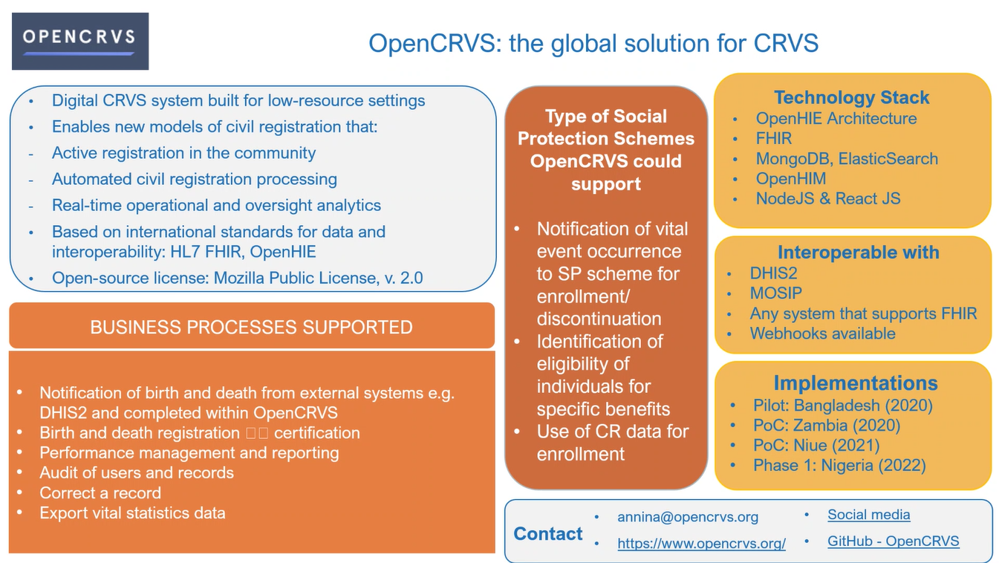 OPENCRVS
OpenCRVS: the global solution for CRVS
• Digital CRVS system built for low-resource settings
• Enables new models of civil registration that:
- Active registration in the community
- Automated civil registration processing
- Real-time operational and oversight analytics
• Based on international standards for data and
interoperability: HL7 FHIR, OpenHIE
• Open-source license: Mozilla Public License, v. 2.0
BUSINESS PROCESSES SUPPORTED
• Notification of birth and death from external systems e.g.
DHIS2 and completed within OpenCRVS
• Birth and death registration □□ certification
• Performance management and reporting
• Audit of users and records
• Correct a record
• Export vital statistics data
Type of Social
Protection Schemes
OpenCRVS could
support
• Notification of vital
event occurrence
to SP scheme for
enrollment/
discontinuation
• Identification of
eligibility of
individuals for
specific benefits
• Use of CR data for
enrollment
Technology Stack
• OpenHIE Architecture
• FHIR
• MongoDB, ElasticSearch
• OpenHIM
• NodeJS & React JS
Interoperable with
• DHIS2
• MOSIP
• Any system that supports FHIR
• Webhooks available
Implementations
• Pilot: Bangladesh (2020)
• PoC: Zambia (2020)
• PoC: Niue (2021)
• Phase 1: Nigeria (2022)
Contact
• annina@opencrvs.org
• https://www.opencrvs.org/
• Social media
• GitHub - OpenCRVS